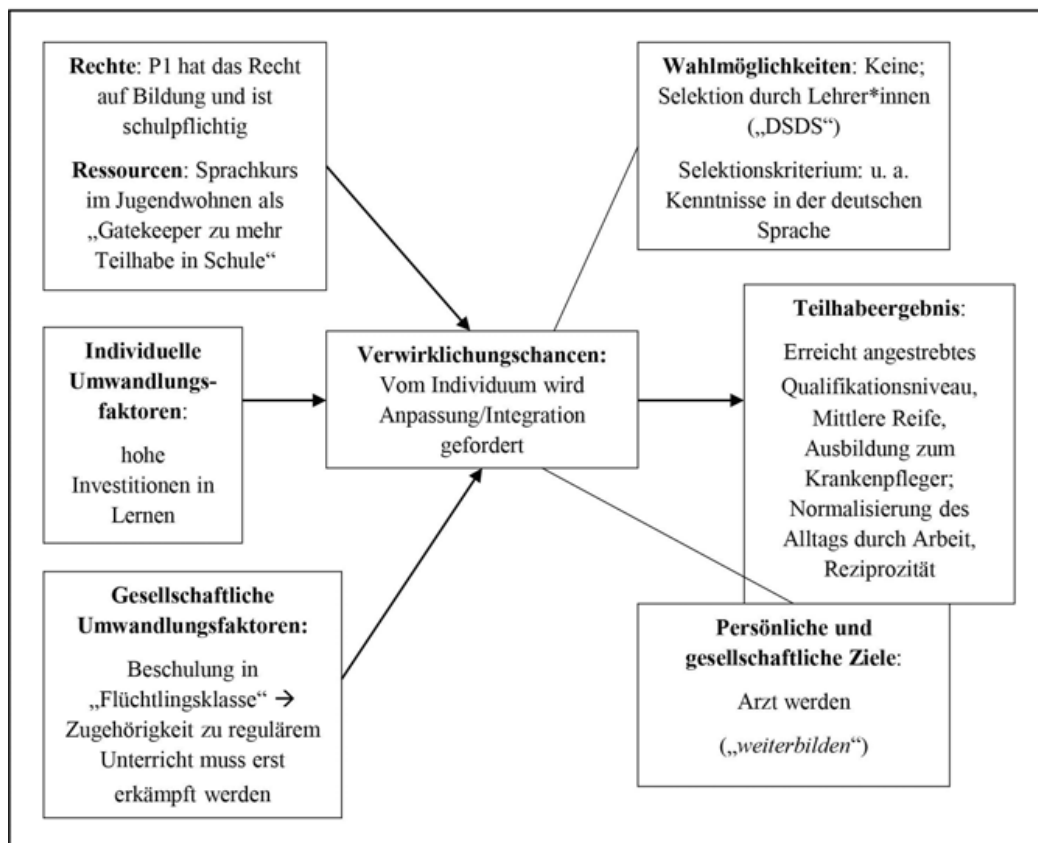 Rechte: P1 hat das Recht
auf Bildung und ist
schulpflichtig
Ressourcen: Sprachkurs
im Jugendwohnen als
„Gatekeeper zu mehr
Teilhabe in Schule“
Individuelle
Umwandlungs-
faktoren:
hohe
Investitionen in
Lernen
Gesellschaftliche
Umwandlungsfaktoren:
Beschulung in
„Flüchtlingsklasse“ →
Zugehörigkeit zu regulärem
Unterricht muss erst
erkämpft werden
Verwirklichungschancen:
Vom Individuum wird
Anpassung/Integration
gefordert
Wahlmöglichkeiten: Keine;
Selektion durch Lehrer*innen
(„DSDS“)
Selektionskriterium: u. a.
Kenntnisse in der deutschen
Sprache
Teilhabeergebnis:
Erreicht angestrebtes
Qualifikationsniveau,
Mittlere Reife,
Ausbildung zum
Krankenpfleger;
Normalisierung des
Alltags durch Arbeit,
Reziprozität
Persönliche und
gesellschaftliche Ziele:
Arzt werden
(„weiterbilden“)